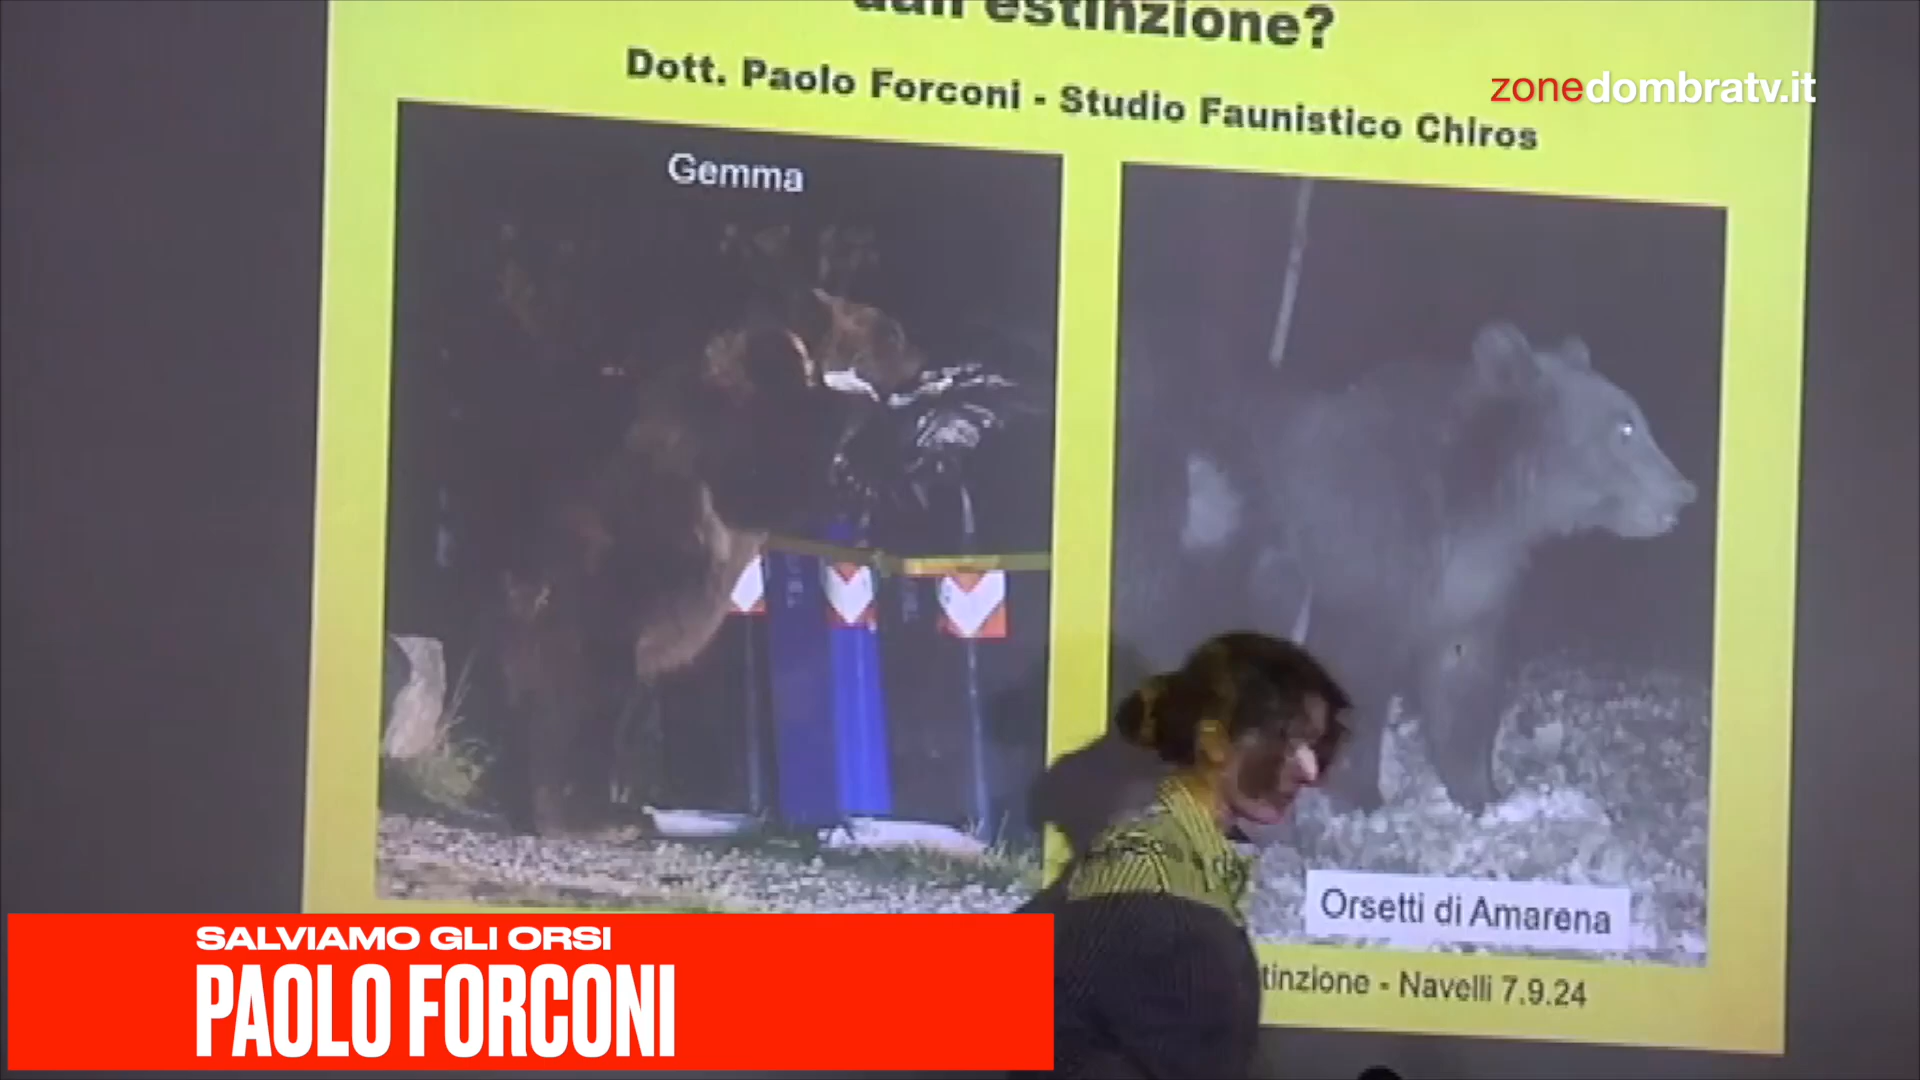 dall'estinzione?
Dott. Paolo Forconi - Studio Faunistico Chiros
zonedombratv.it
Gemma
Orsetti di Amarena
tinzione - Navelli 7.9.24
SALVIAMO GLI ORSI
PAOLO FORCONI